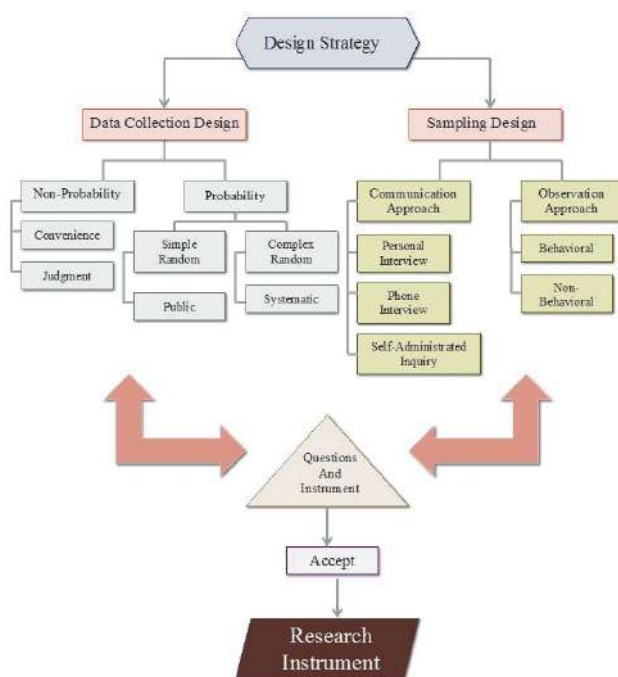 Design Strategy
Data Collection Design
Sampling Design
Non-Probability
Convenience
Judgment
Probability
Simple
Random
Public
Complex
Random
Systematic
Communication
Approach
Personal
Interview
Phone
Interview
Self-Administrated
Inquiry
Observation
Approach
Behavioral
Non-
Behavioral
Questions
And
Instrument
Accept
Research
Instrument